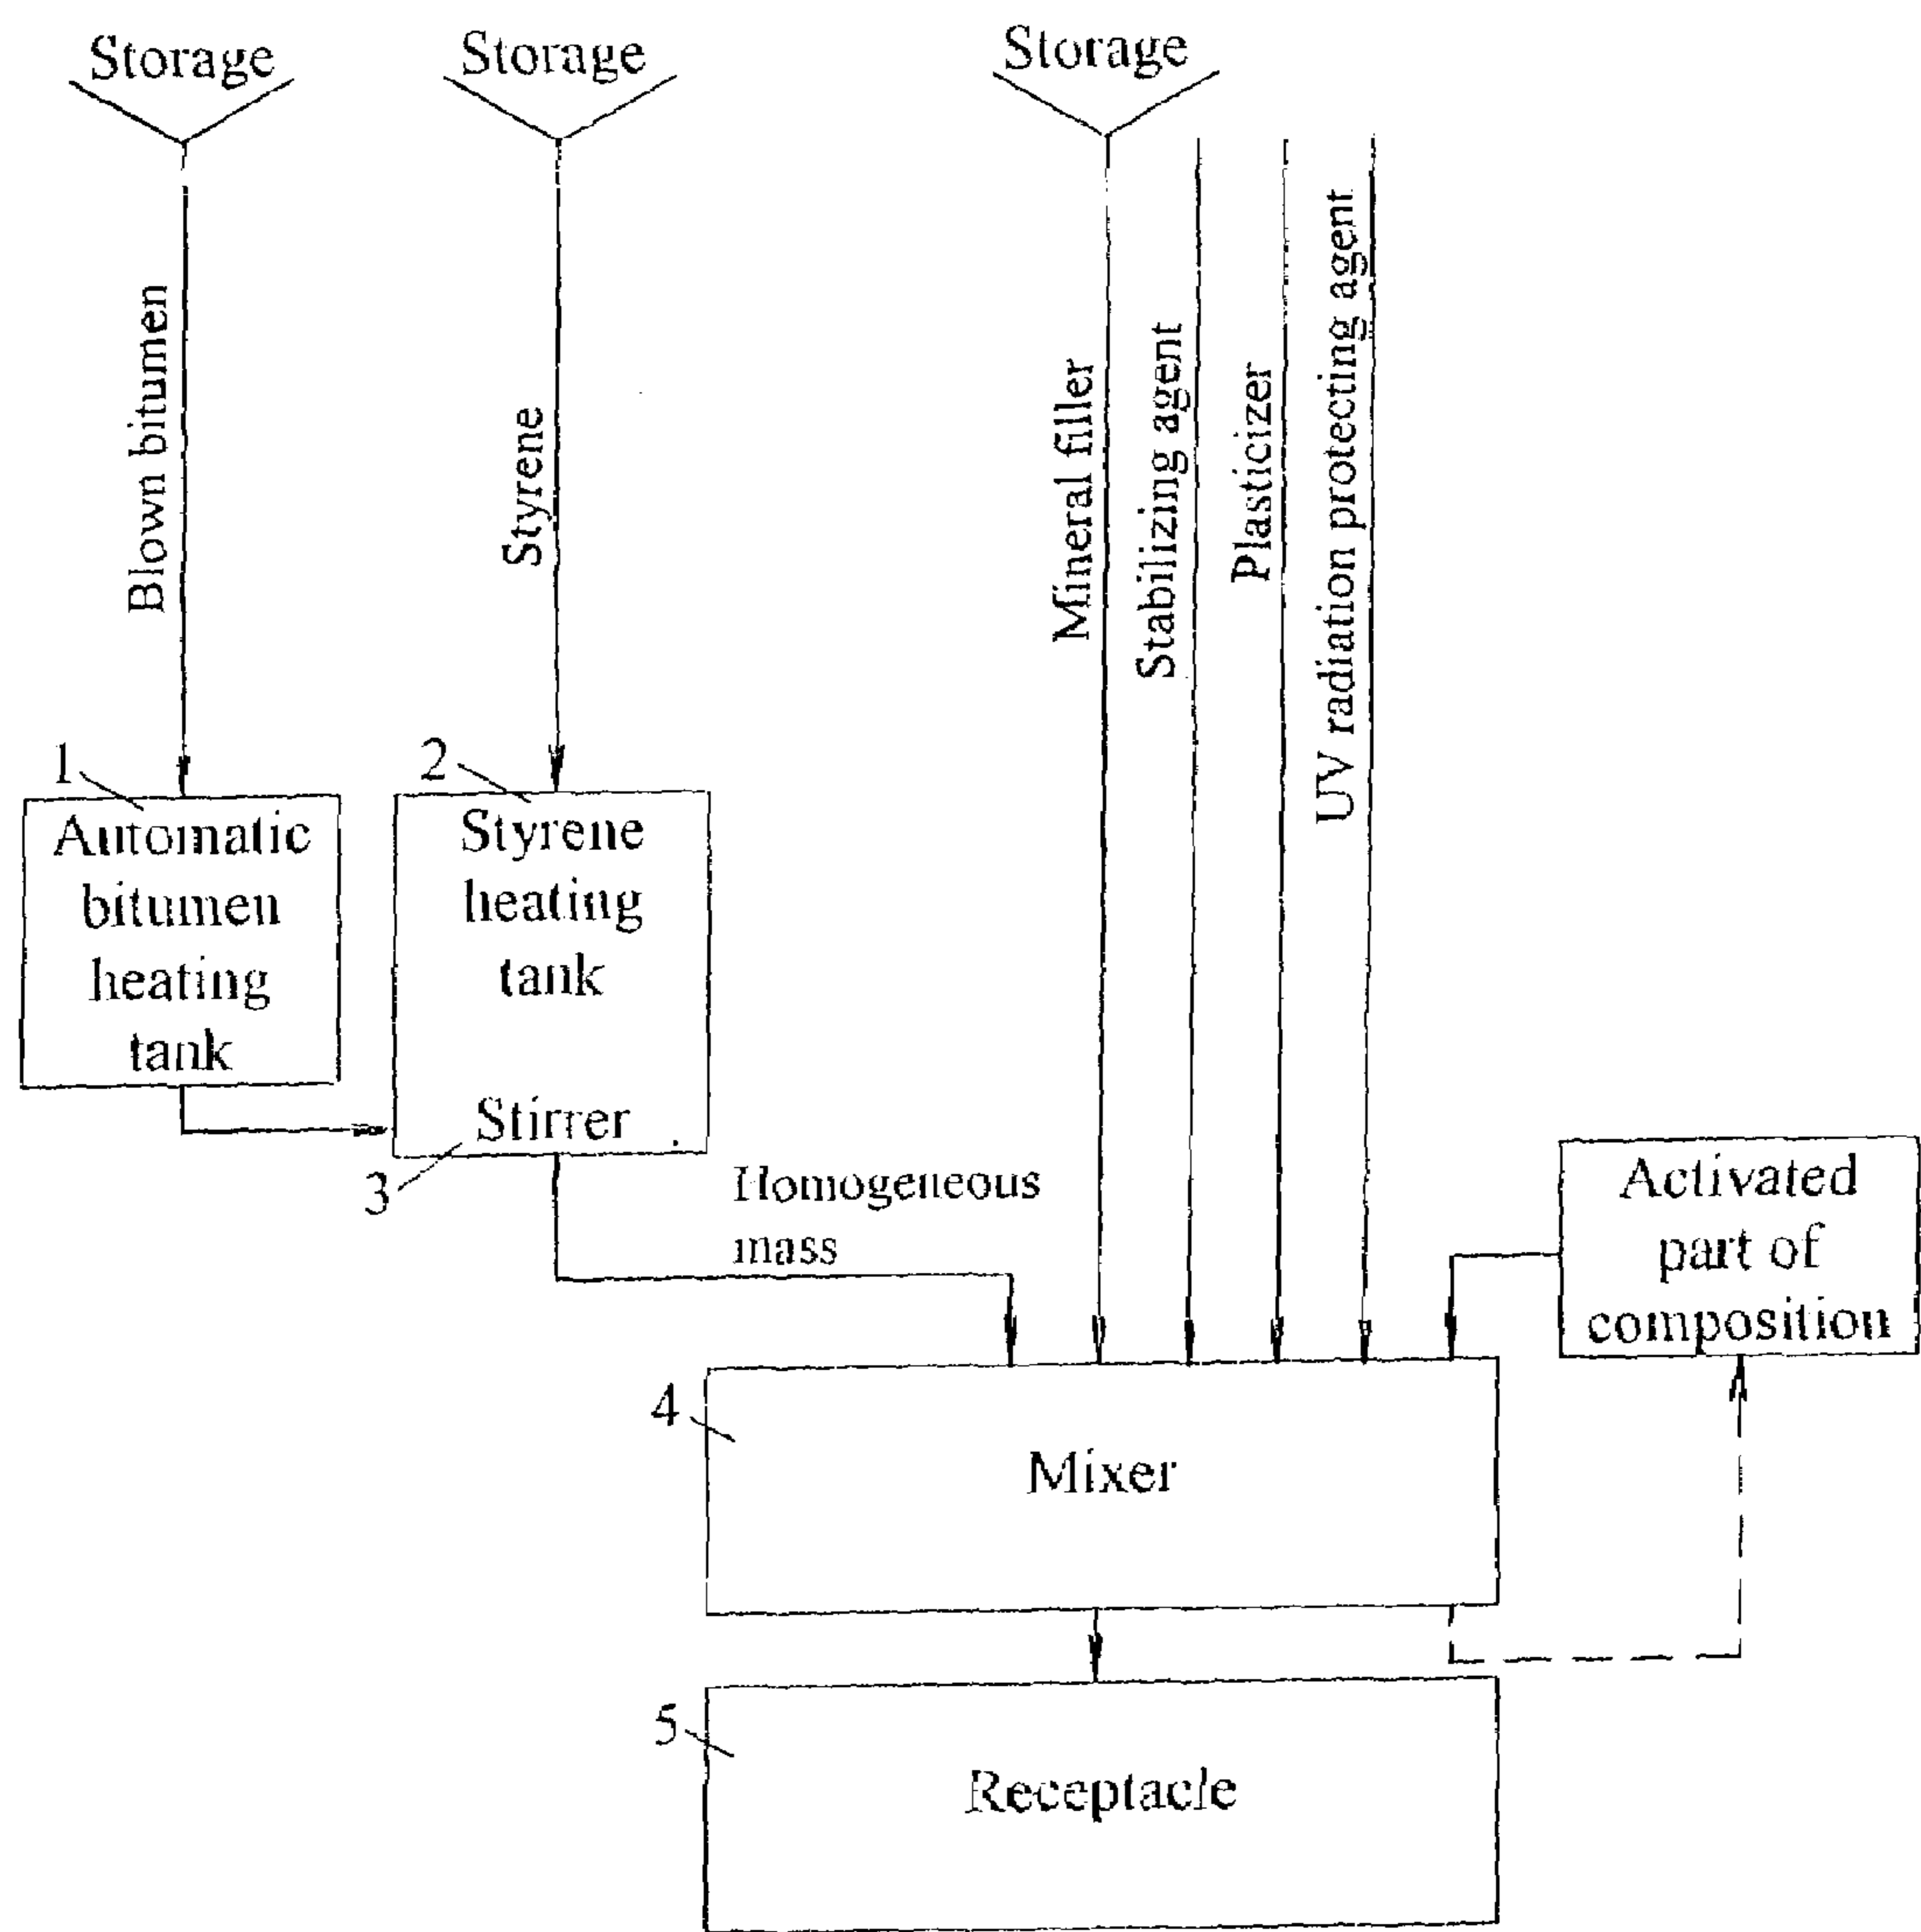 Storage
Storage
Storage
Blown bitumen
Styrene
Mineral filler
Stabilizing agent
Plasticizer
UV radiation protecting agent
1
2
Automatic
bitumen
heating
tank
Styrene
heating
tank
Stirrer
3
Homogeneous
mass
Activated
part of
composition
4
Mixer
5
Receptacle